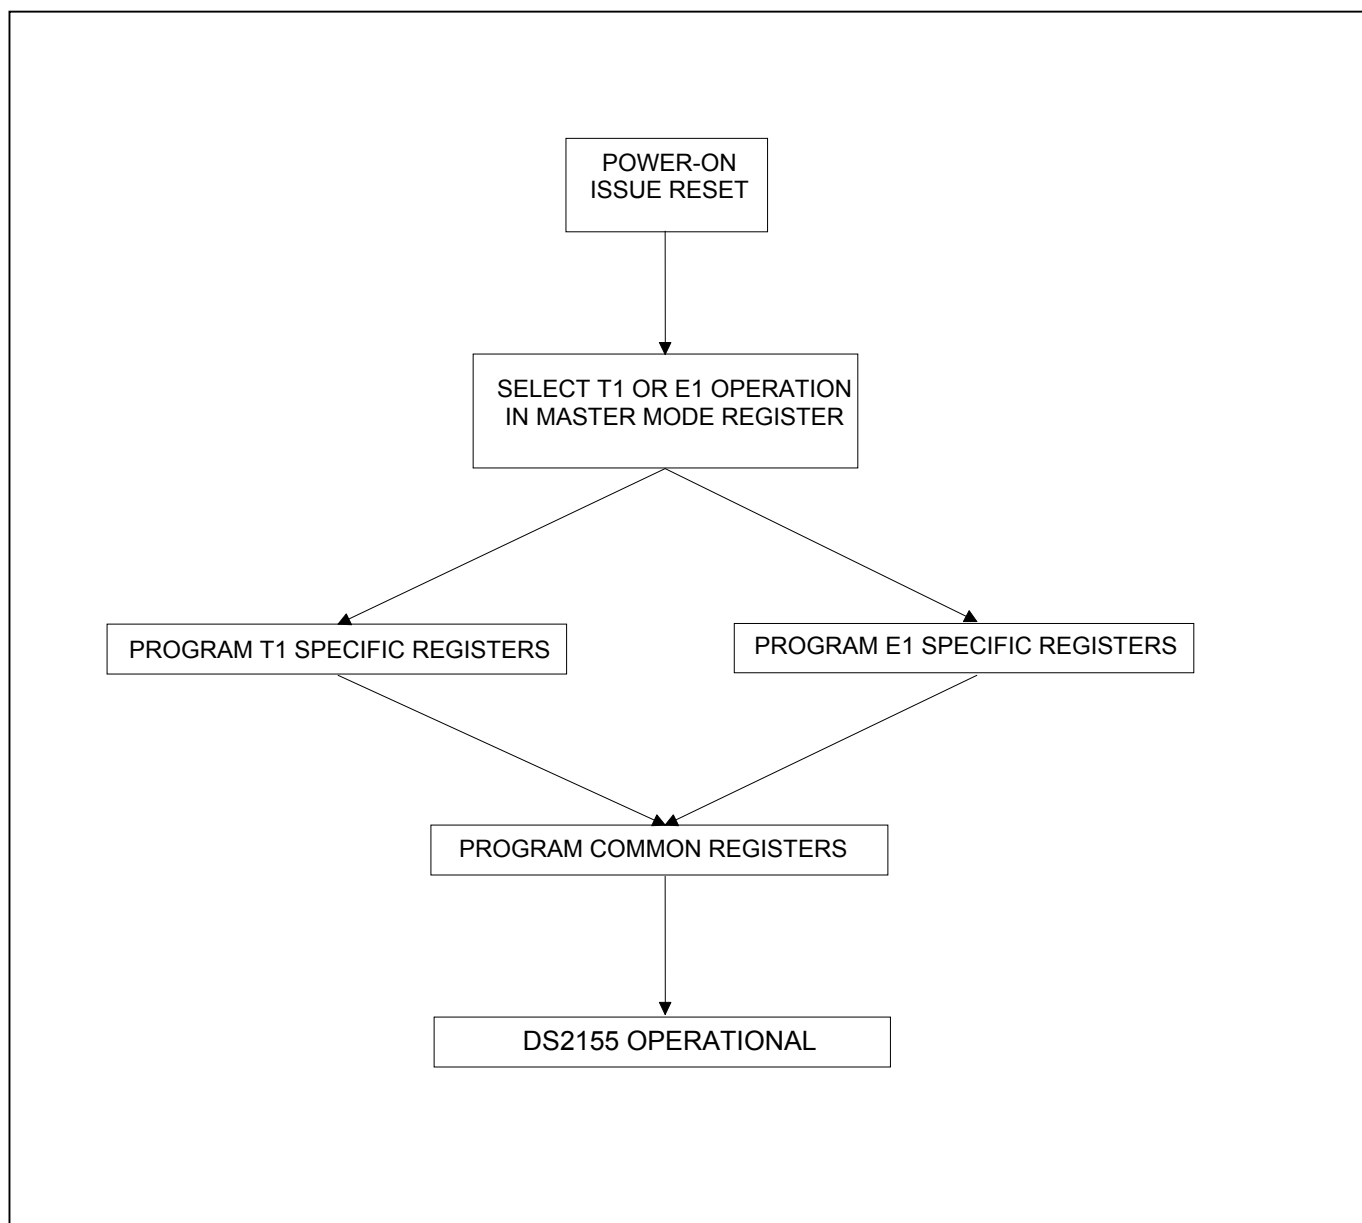 POWER-ON
ISSUE RESET
SELECT T1 OR E1 OPERATION
IN MASTER MODE REGISTER
PROGRAM T1 SPECIFIC REGISTERS
PROGRAM E1 SPECIFIC REGISTERS
PROGRAM COMMON REGISTERS
DS2155 OPERATIONAL